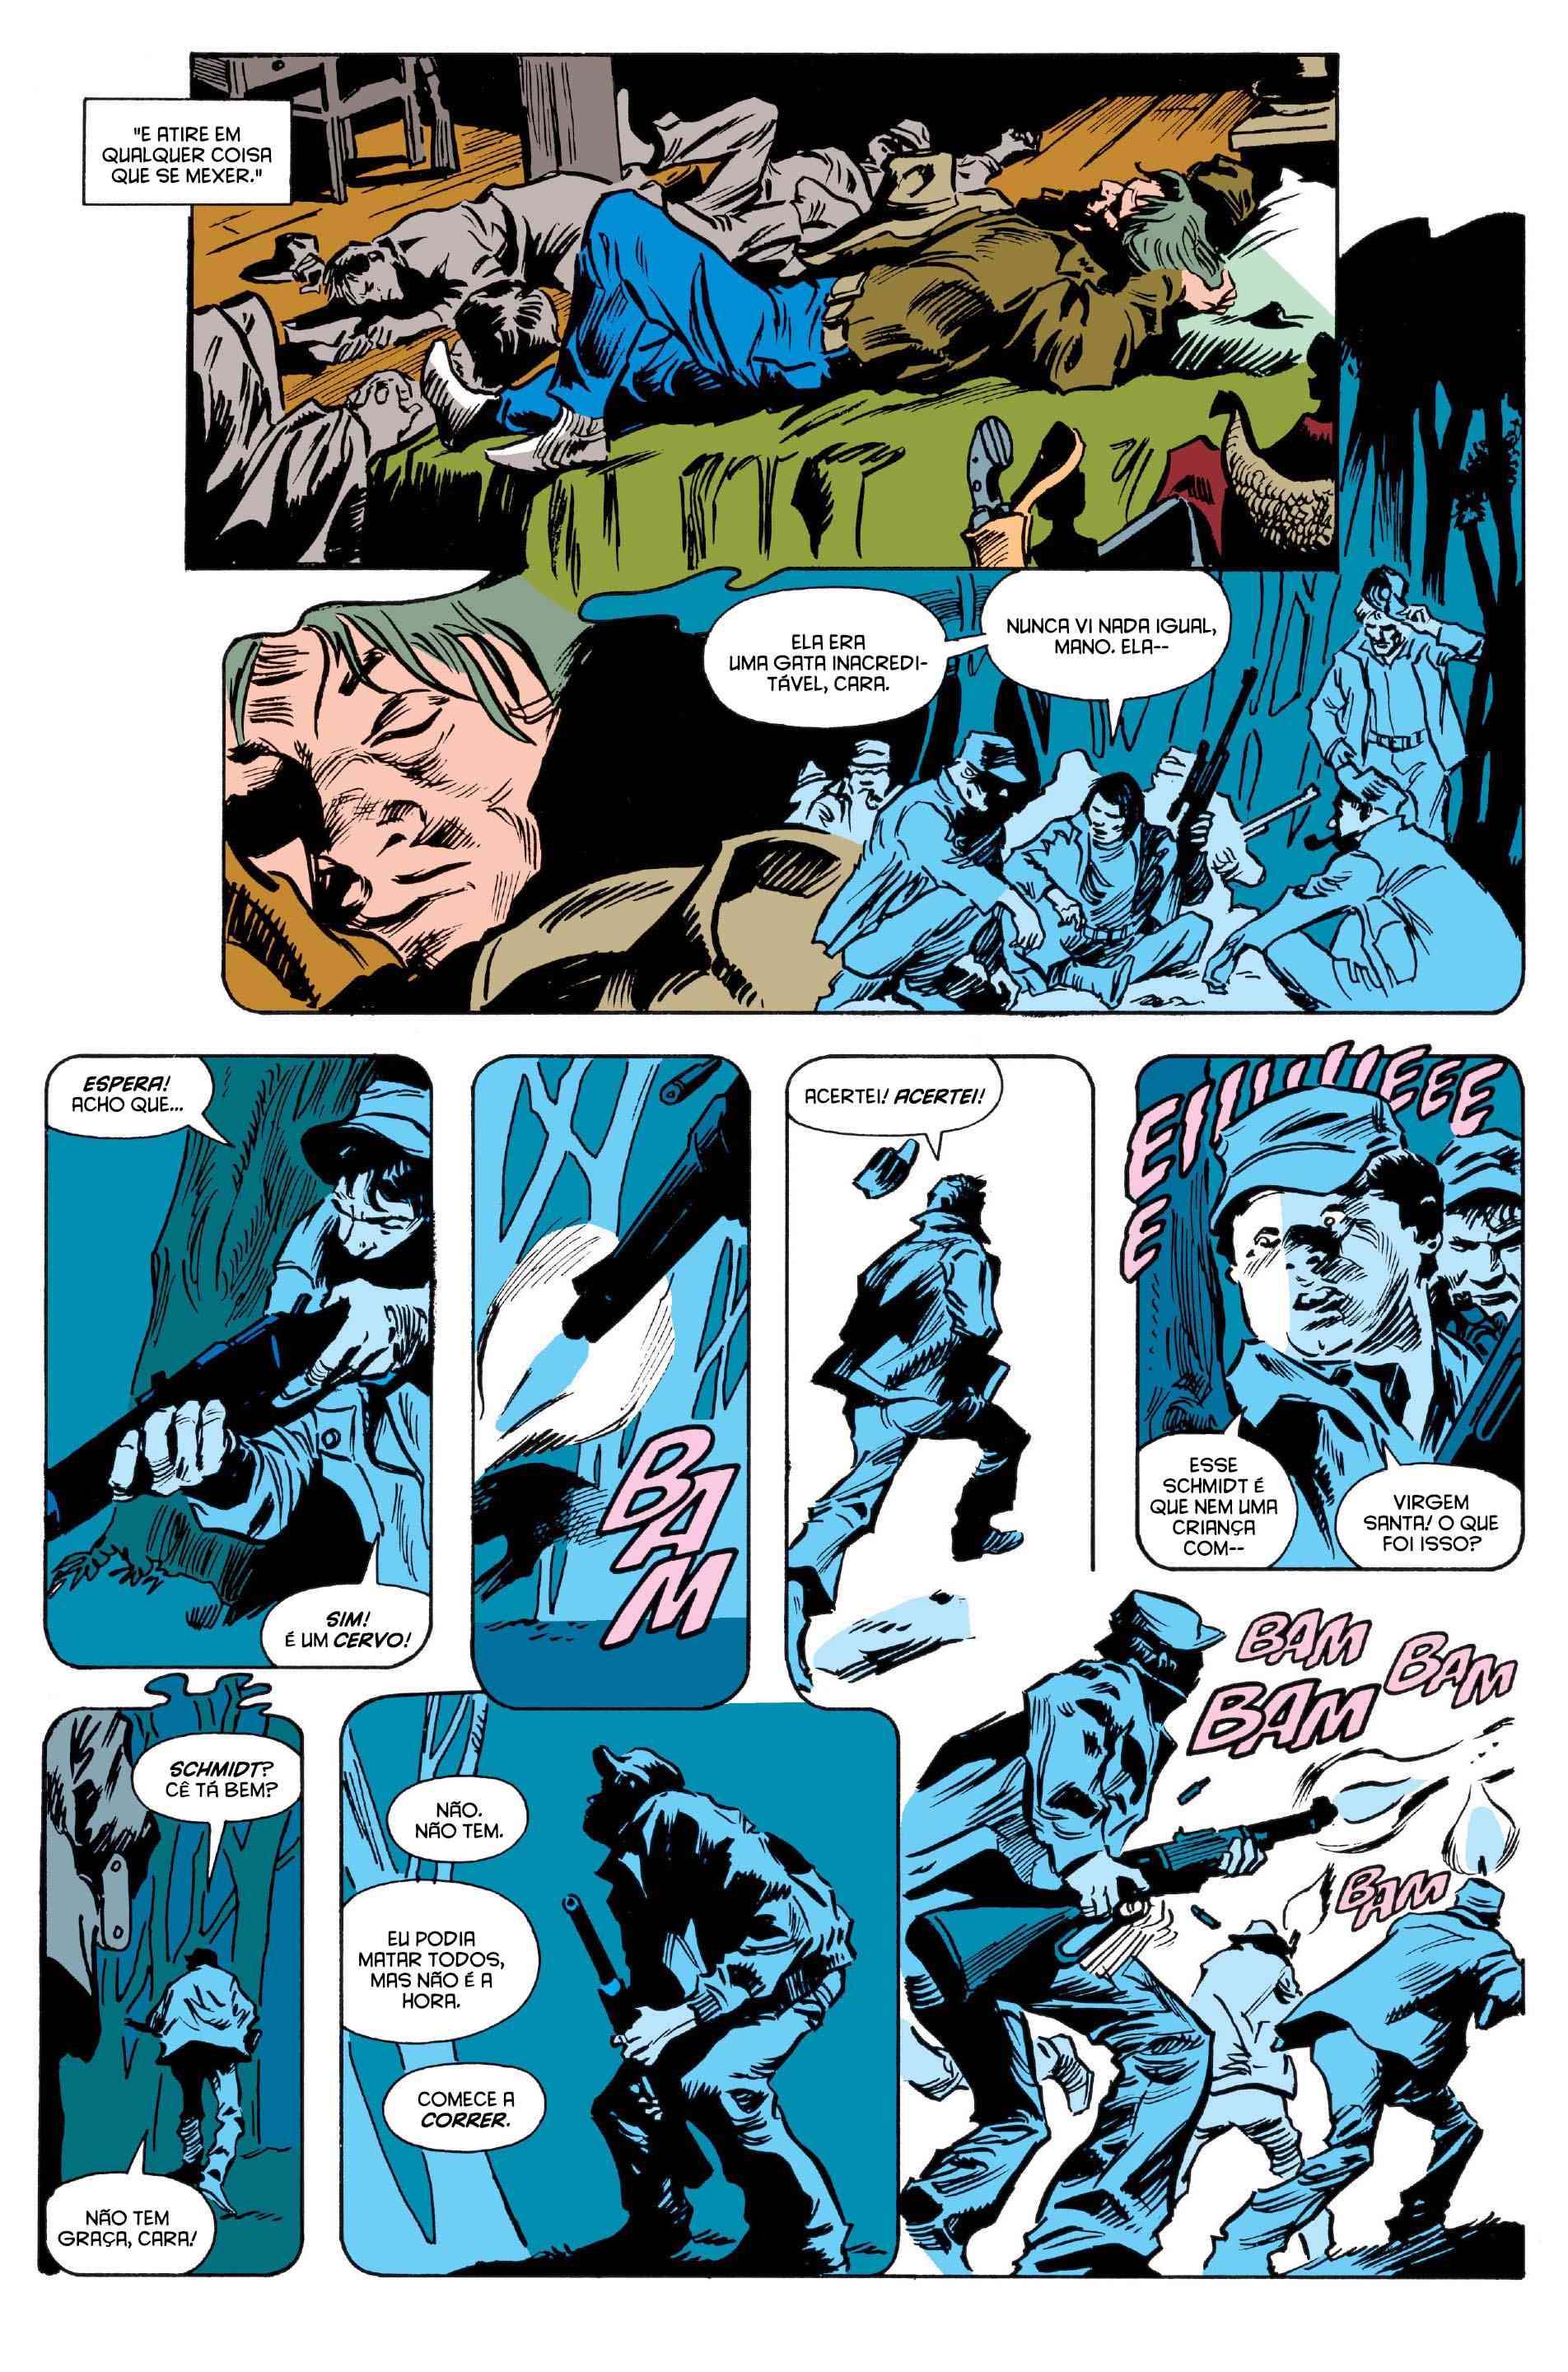 "E ATIRE EM
QUALQUER COISA
QUE SE MEXER."
ELA ERA
UMA GATA INACREDI-
TÁVEL, CARA.
NUNCA VI NADA IGUAL,
MANO. ELA--
ESPERA!
ACHO QUE...
SIM!
É UM CERVO!
BAM
ACERTEI! ACERTEI!
EIIIIIIEEEE
E
ESSE
SCHMIDT É
QUE NEM UMA
CRIANÇA
COM--
VIRGEM
SANTA! O QUE
FOI ISSO?
SCHMIDT?
CÊ TÁ BEM?
NÃO TEM
GRAÇA, CARA!
NÃO.
NÃO TEM.
EU PODIA
MATAR TODOS,
MAS NÃO É A
HORA.
COMECE A
CORRER.
BAM
BAM
BAM
BAM